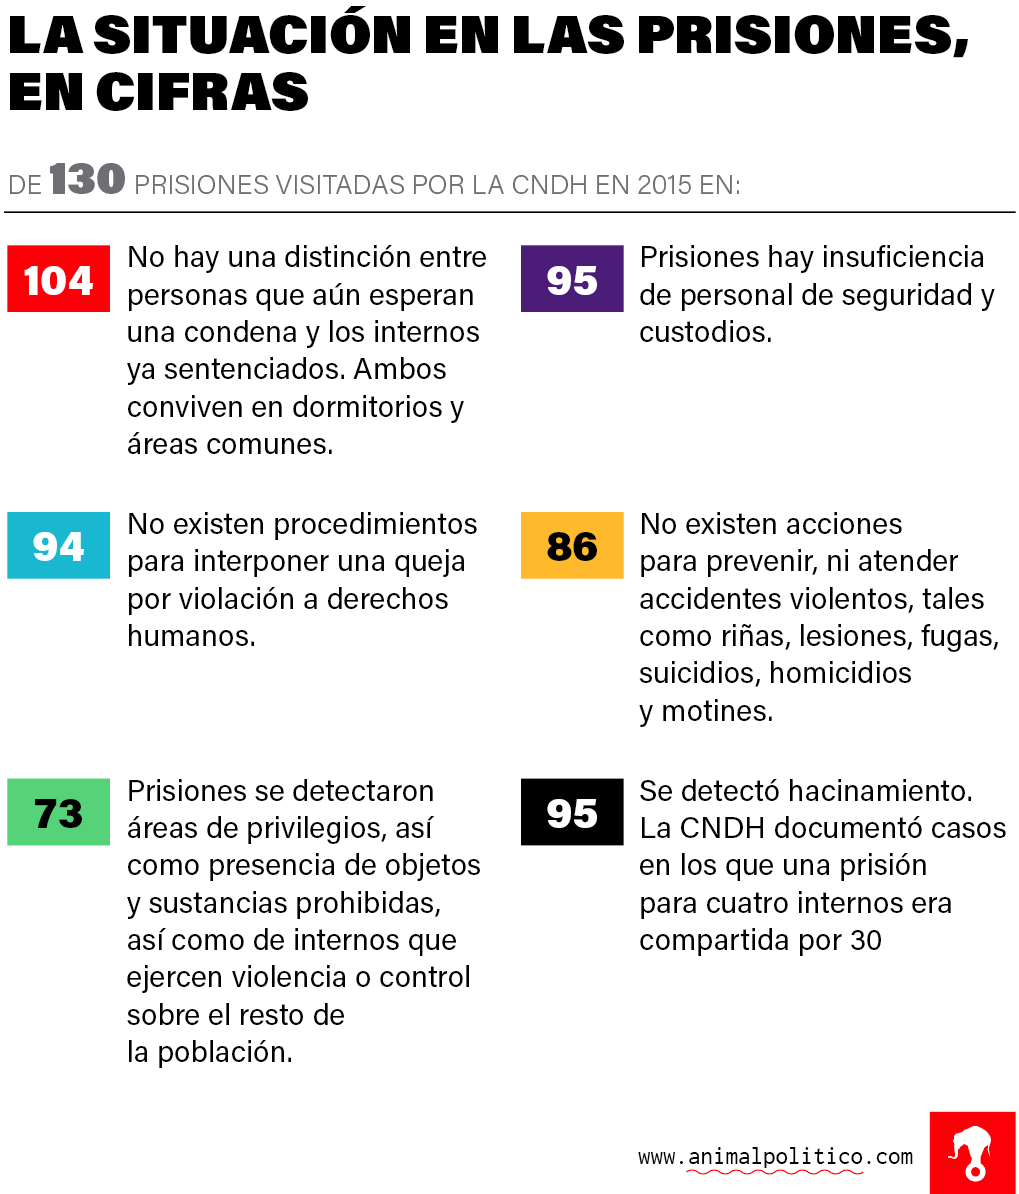 LA SITUACIÓN EN LAS PRISIONES,
EN CIFRAS
DE 130 PRISIONES VISITADAS POR LA CNDH EN 2015 EN:
104
No hay una distinción entre
personas que aún esperan
una condena y los internos
ya sentenciados. Ambos
conviven en dormitorios y
áreas comunes.
95
Prisiones hay insuficiencia
de personal de seguridad y
custodios.
94
No existen procedimientos
para interponer una queja
por violación a derechos
humanos.
86
No existen acciones
para prevenir, ni atender
accidentes violentos, tales
como riñas, lesiones, fugas,
suicidios, homicidios
y motines.
73
Prisiones se detectaron
áreas de privilegios, así
como presencia de objetos
y sustancias prohibidas,
así como de internos que
ejercen violencia o control
sobre el resto de
la población.
95
Se detectó hacinamiento.
La CNDH documentó casos
en los que una prisión
para cuatro internos era
compartida por 30
www.animalpolitico.com